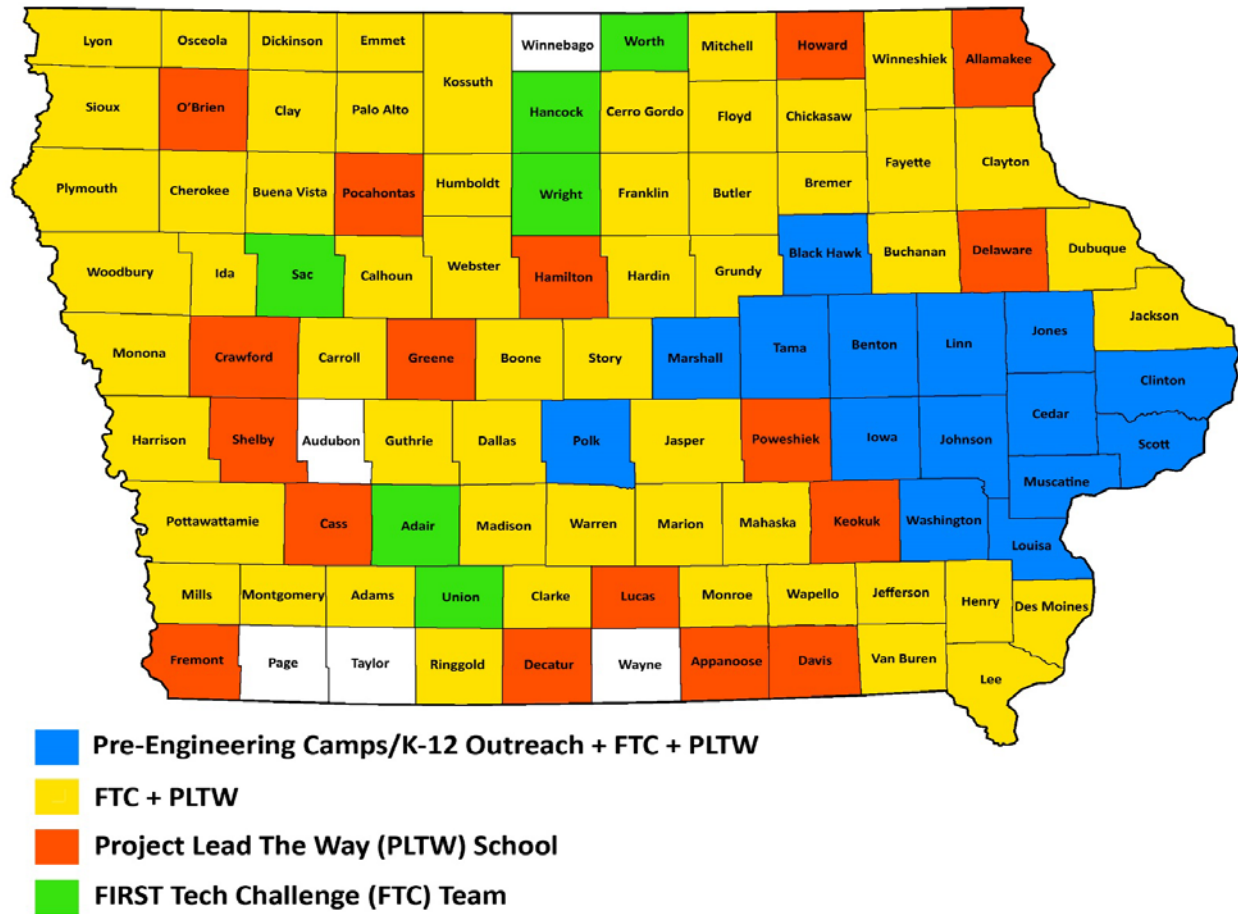 Lyon Osceola Dickinson Emmet Winnebago Worth Mitchell Howard Winneshiek Allamakee
Kossuth
Sioux O'Brien Clay Palo Alto Hancock Cerro Gordo Floyd Chickasaw
Fayette Clayton
Plymouth Cherokee Buena Vista Pocahontas Humboldt Wright Franklin Butler Bremer
Woodbury Ida Sac Calhoun Webster Hamilton Hardin Grundy Black Hawk Buchanan Delaware Dubuque
Jackson
Monona Crawford Carroll Greene Boone Story Marshall Tama Benton Linn Jones
Clinton
Harrison Shelby Audubon Guthrie Dallas Polk Jasper Poweshiek Iowa Johnson Cedar Scott
Muscatine
Pottawattamie Cass Adair Madison Warren Marion Mahaska Keokuk Washington
Louisa
Mills Montgomery Adams Union Clarke Lucas Monroe Wapello Jefferson Henry Des Moines
Fremont Page Taylor Ringgold Decatur Wayne Appanoose Davis Van Buren
Lee
Pre-Engineering Camps/K-12 Outreach + FTC + PLTW
FTC + PLTW
Project Lead The Way (PLTW) School
FIRST Tech Challenge (FTC) Team